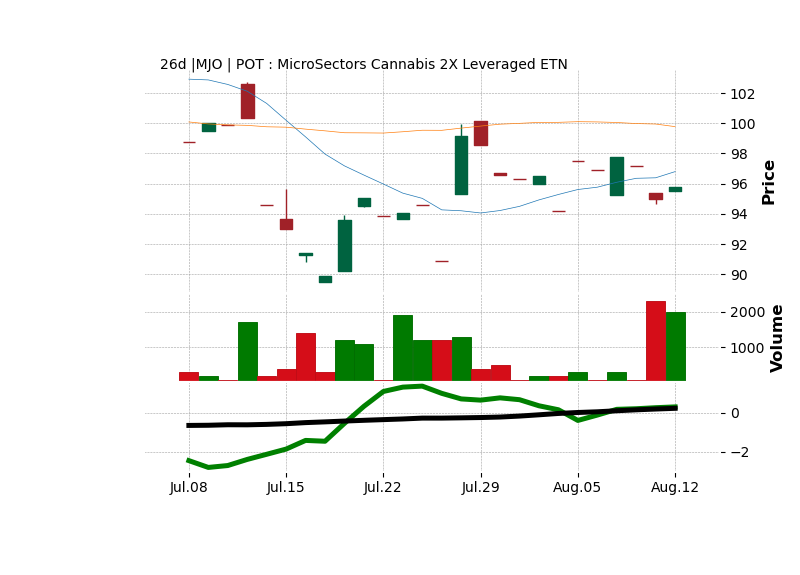 26d |MJO | POT : MicroSectors Cannabis 2X Leveraged ETN
102
100
98
96
94
92
90
Price
2000
1000
Volume
0
−2
Jul.08 Jul.15 Jul.22 Jul.29 Aug.05 Aug.12